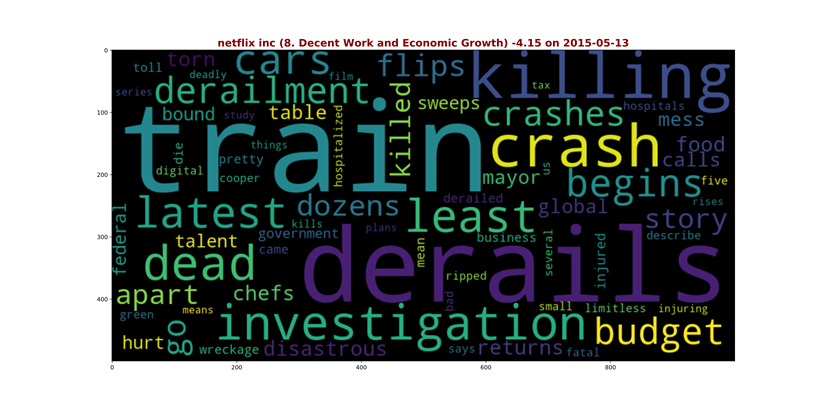 netflix inc (8. Decent Work and Economic Growth) -4.15 on 2015-05-13
0
100
200
300
400
0
200
400
600
800
torn
cars
flips
killing
toll
deadly
film
series
derailment
tax
sweeps
hospitals
bound
study
table
killed
crashes
mess
train
hospitalized
crash
food
die
things
calls
digital
pretty
cooper
mayor
us
begins
five
federal
latest
dozens
least
derailed
global
rises
story
kills
plans
government
talent
came
mean
business
several
injured
describe
dead
derails
ripped
apart
chefs
bad
means
green
small
limitless
injuring
investigation
budget
hurt
go
wreckage
disastrous
says
returns
fatal